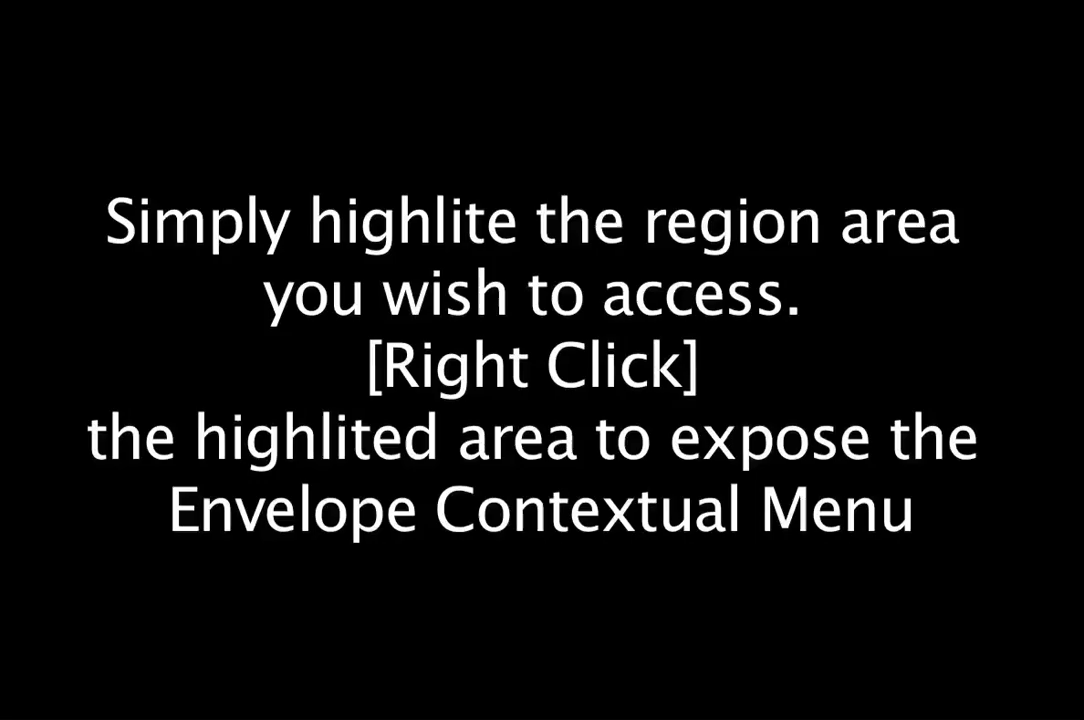 Simply highlite the region area
you wish to access.
[Right Click]
the highlited area to expose the
Envelope Contextual Menu